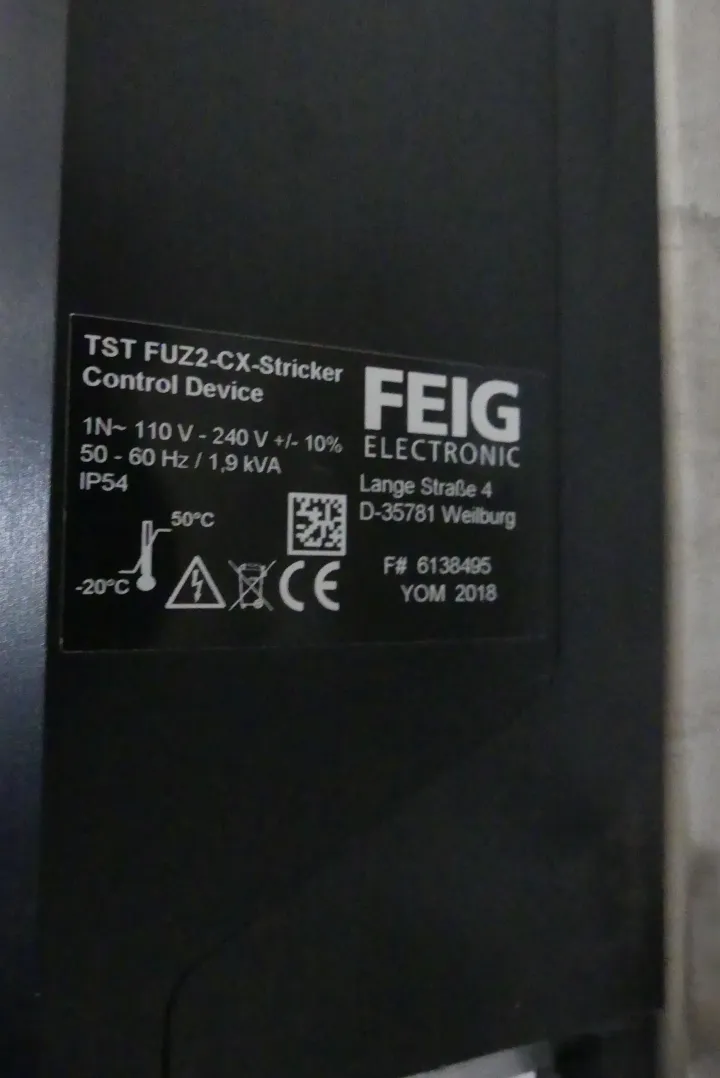 TST FUZ2-CX-Stricker
Control Device
1N~ 110 V - 240 V +/- 10%
50 - 60 Hz / 1,9 kVA
IP54
50°C
-20°C
CE
FEIG
ELECTRONIC
Lange Straße 4
D-35781 Weilburg
F# 6138495
YOM 2018